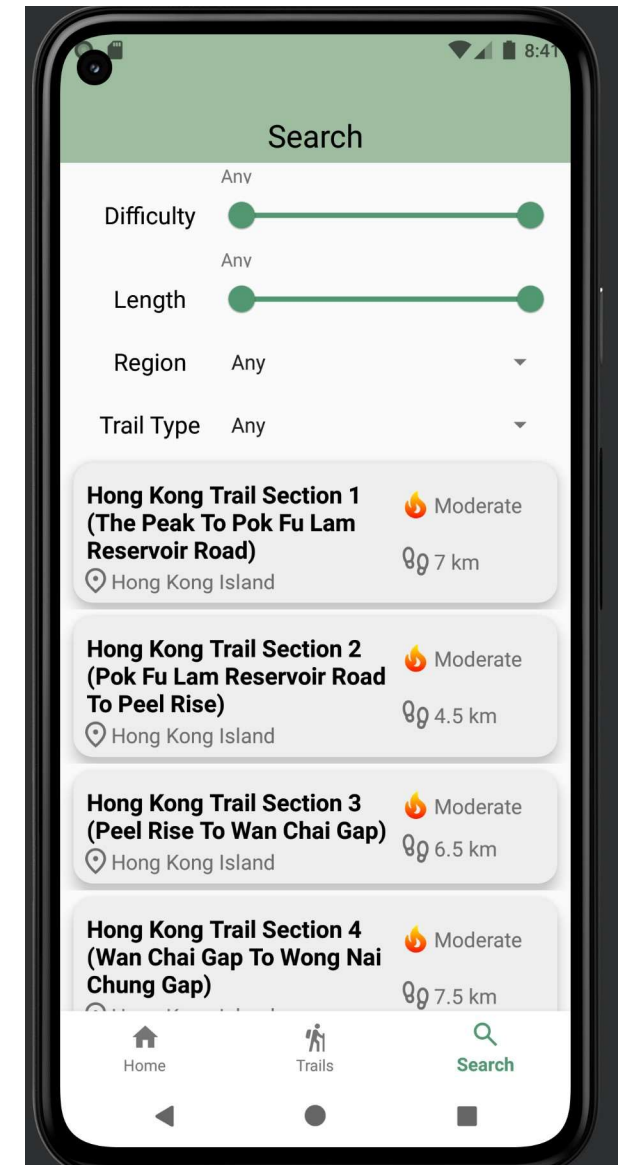 8:41
Search
Any
Difficulty
Any
Length
Region Any
Trail Type Any
Hong Kong Trail Section 1
(The Peak To Pok Fu Lam
Reservoir Road)
Hong Kong Island
Moderate
7 km
Hong Kong Trail Section 2
(Pok Fu Lam Reservoir Road
To Peel Rise)
Hong Kong Island
Moderate
4.5 km
Hong Kong Trail Section 3
(Peel Rise To Wan Chai Gap)
Hong Kong Island
Moderate
6.5 km
Hong Kong Trail Section 4
(Wan Chai Gap To Wong Nai
Chung Gap)
Moderate
7.5 km
Home Trails Search